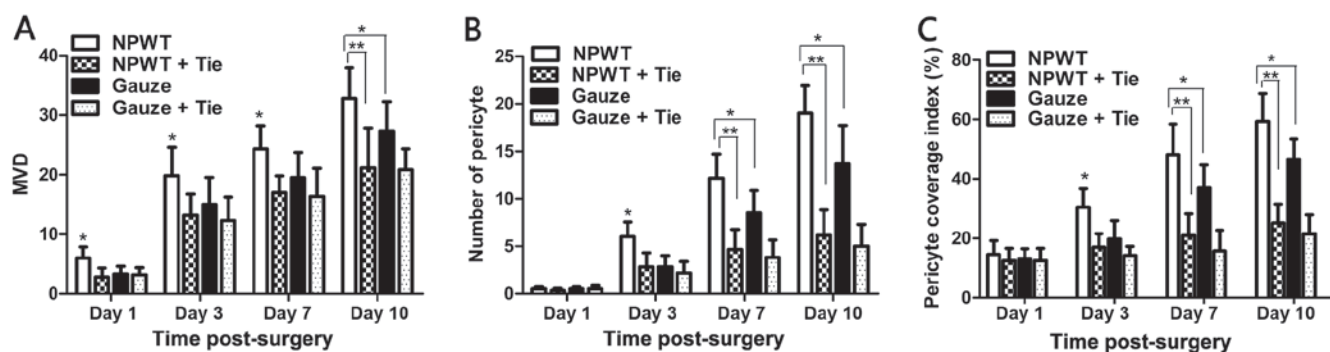 A
NPWT
NPWT + Tie
Gauze
Gauze + Tie
*
**
*
*
*
40
30
20
10
0
MVD
Day 1
Day 3
Day 7
Day 10
Time post-surgery
B
NPWT
NPWT + Tie
Gauze
Gauze + Tie
*
**
*
**
*
25
20
15
10
5
0
Number of pericyte
Day 1
Day 3
Day 7
Day 10
Time post-surgery
C
NPWT
NPWT + Tie
Gauze
Gauze + Tie
*
**
*
**
*
80
60
40
20
0
Pericyte coverage index (%)
Day 1
Day 3
Day 7
Day 10
Time post-surgery